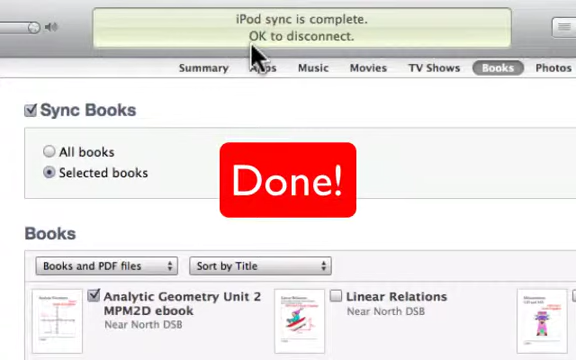 iPod sync is complete.
OK to disconnect.
Summary Music Movies TV Shows Books Photos
Sync Books
All books
Selected books
Done!
Books
Books and PDF files Sort by Title
Analytic Geometry Unit 2 MPM2D ebook
Near North DSB
Linear Relations
Near North DSB